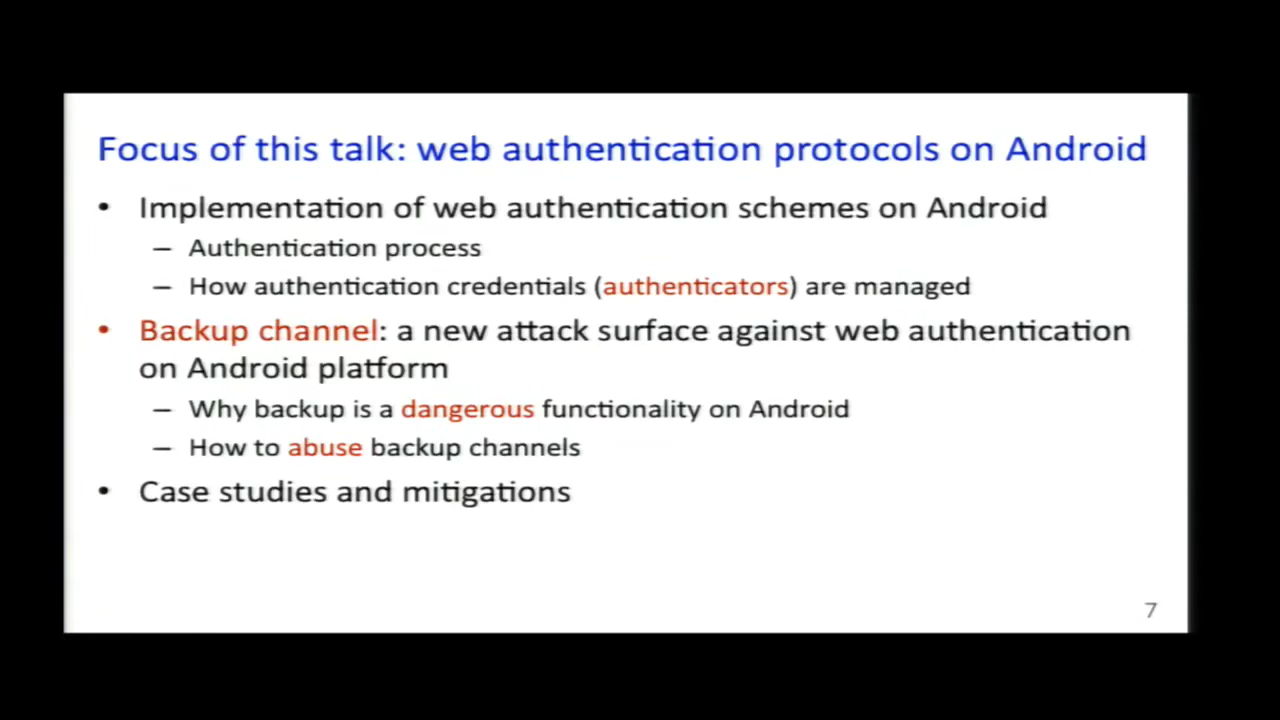 Focus of this talk: web authentication protocols on Android
• Implementation of web authentication schemes on Android
– Authentication process
– How authentication credentials (authenticators) are managed
• Backup channel: a new attack surface against web authentication
on Android platform
– Why backup is a dangerous functionality on Android
– How to abuse backup channels
• Case studies and mitigations
7